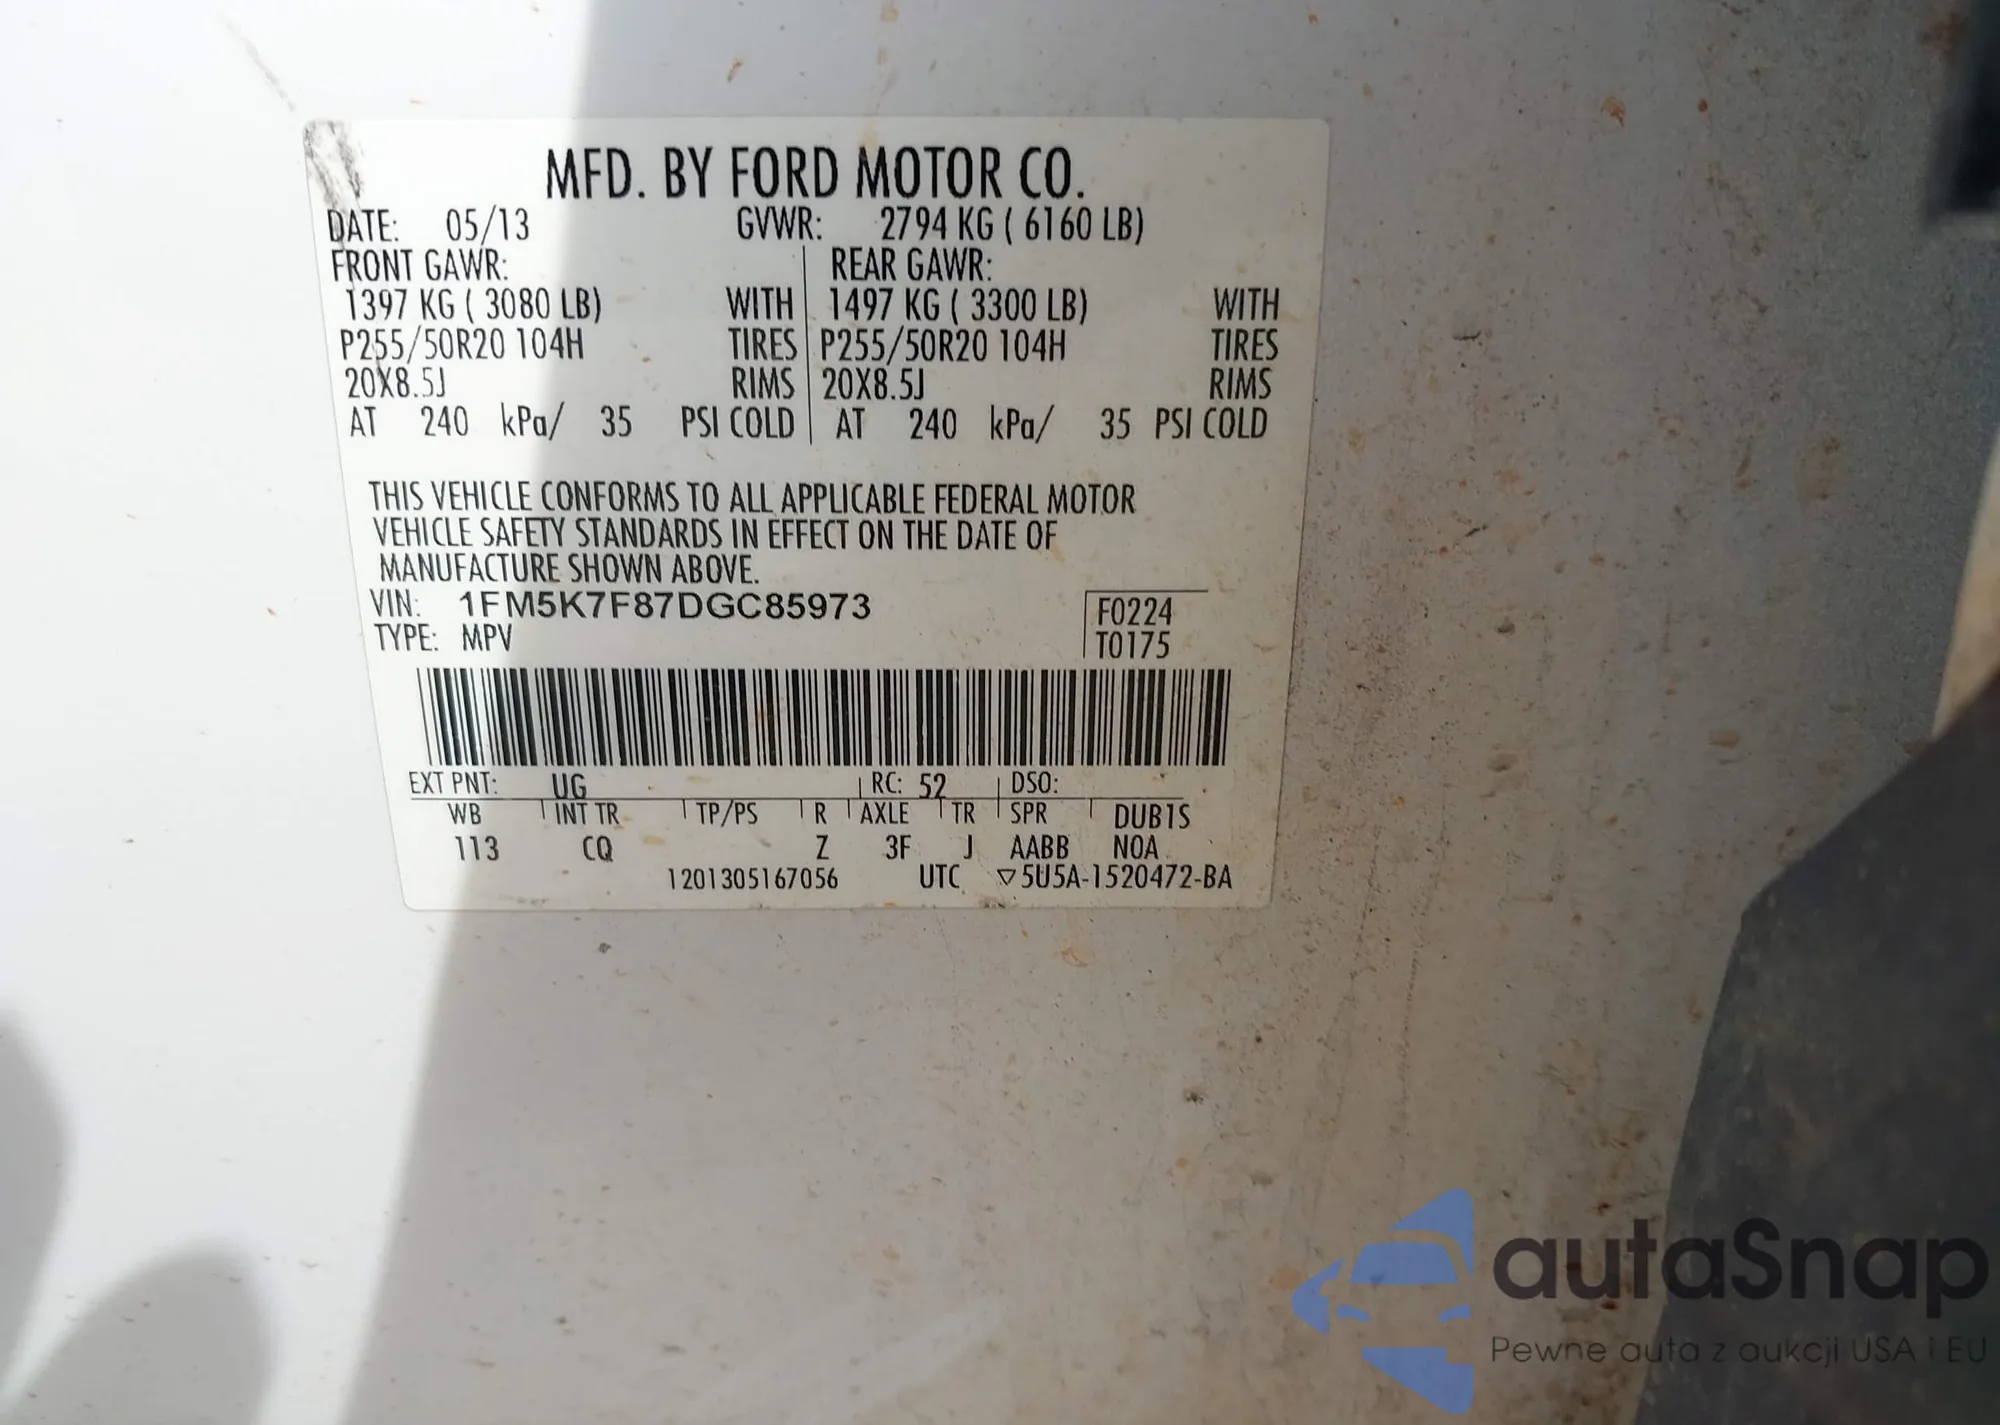 MFD. BY FORD MOTOR CO.
DATE: 05/13 GVWR: 2794 KG ( 6160 LB)
FRONT GAWR: REAR GAWR:
1397 KG ( 3080 LB) WITH 1497 KG ( 3300 LB) WITH
P255/50R20 104H TIRES P255/50R20 104H TIRES
20X8.5J RIMS 20X8.5J RIMS
AT 240 kPa/ 35 PSI COLD AT 240 kPa/ 35 PSI COLD
THIS VEHICLE CONFORMS TO ALL APPLICABLE FEDERAL MOTOR
VEHICLE SAFETY STANDARDS IN EFFECT ON THE DATE OF
MANUFACTURE SHOWN ABOVE.
VIN: 1FM5K7F87DGC85973 F0224
TYPE: MPV T0175
EXT PNT: UG RC: 52 DSO:
WB INT TR TP/PS R AXLE TR SPR DUB1S
113 CQ Z 3F J AABB NOA
1201305167056 UTC ▽5U5A-1520472-BA
autaSnap
Pewne auta z aukcji USA i EU